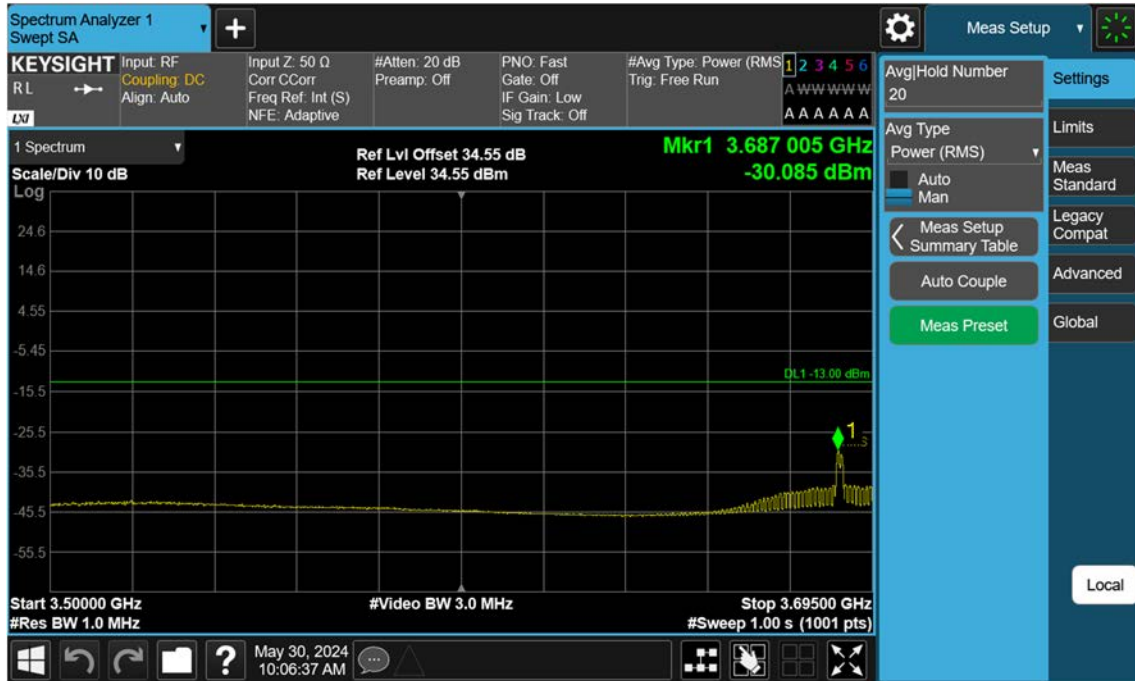 Spectrum Analyzer 1
Swept SA
+
Meas Setup
KEYSIGHT
RL
LXI
Input: RF
Coupling: DC
Align: Auto
Input Z: 50 Ω
Corr CCorr
Freq Ref: Int (S)
NFE: Adaptive
#Atten: 20 dB
Preamp: Off
PNO: Fast
Gate: Off
IF Gain: Low
Sig Track: Off
#Avg Type: Power (RMS
Trig: Free Run
1 2 3 4 5 6
A W W W W W
A A A A A A
1 Spectrum
Scale/Div 10 dB
Log
Ref Lvl Offset 34.55 dB
Ref Level 34.55 dBm
Mkr1 3.687 005 GHz
-30.085 dBm
24.6
14.6
4.55
-5.45
DL1 -13.00 dBm
-15.5
-25.5
1
-35.5
-45.5
-55.5
Start 3.50000 GHz
#Res BW 1.0 MHz
#Video BW 3.0 MHz
Stop 3.69500 GHz
#Sweep 1.00 s (1001 pts)
?
May 30, 2024
10:06:37 AM
Avg|Hold Number
20
Avg Type
Power (RMS)
Auto
Man
Meas Setup
Summary Table
Auto Couple
Meas Preset
Settings
Limits
Meas
Standard
Legacy
Compat
Advanced
Global
Local